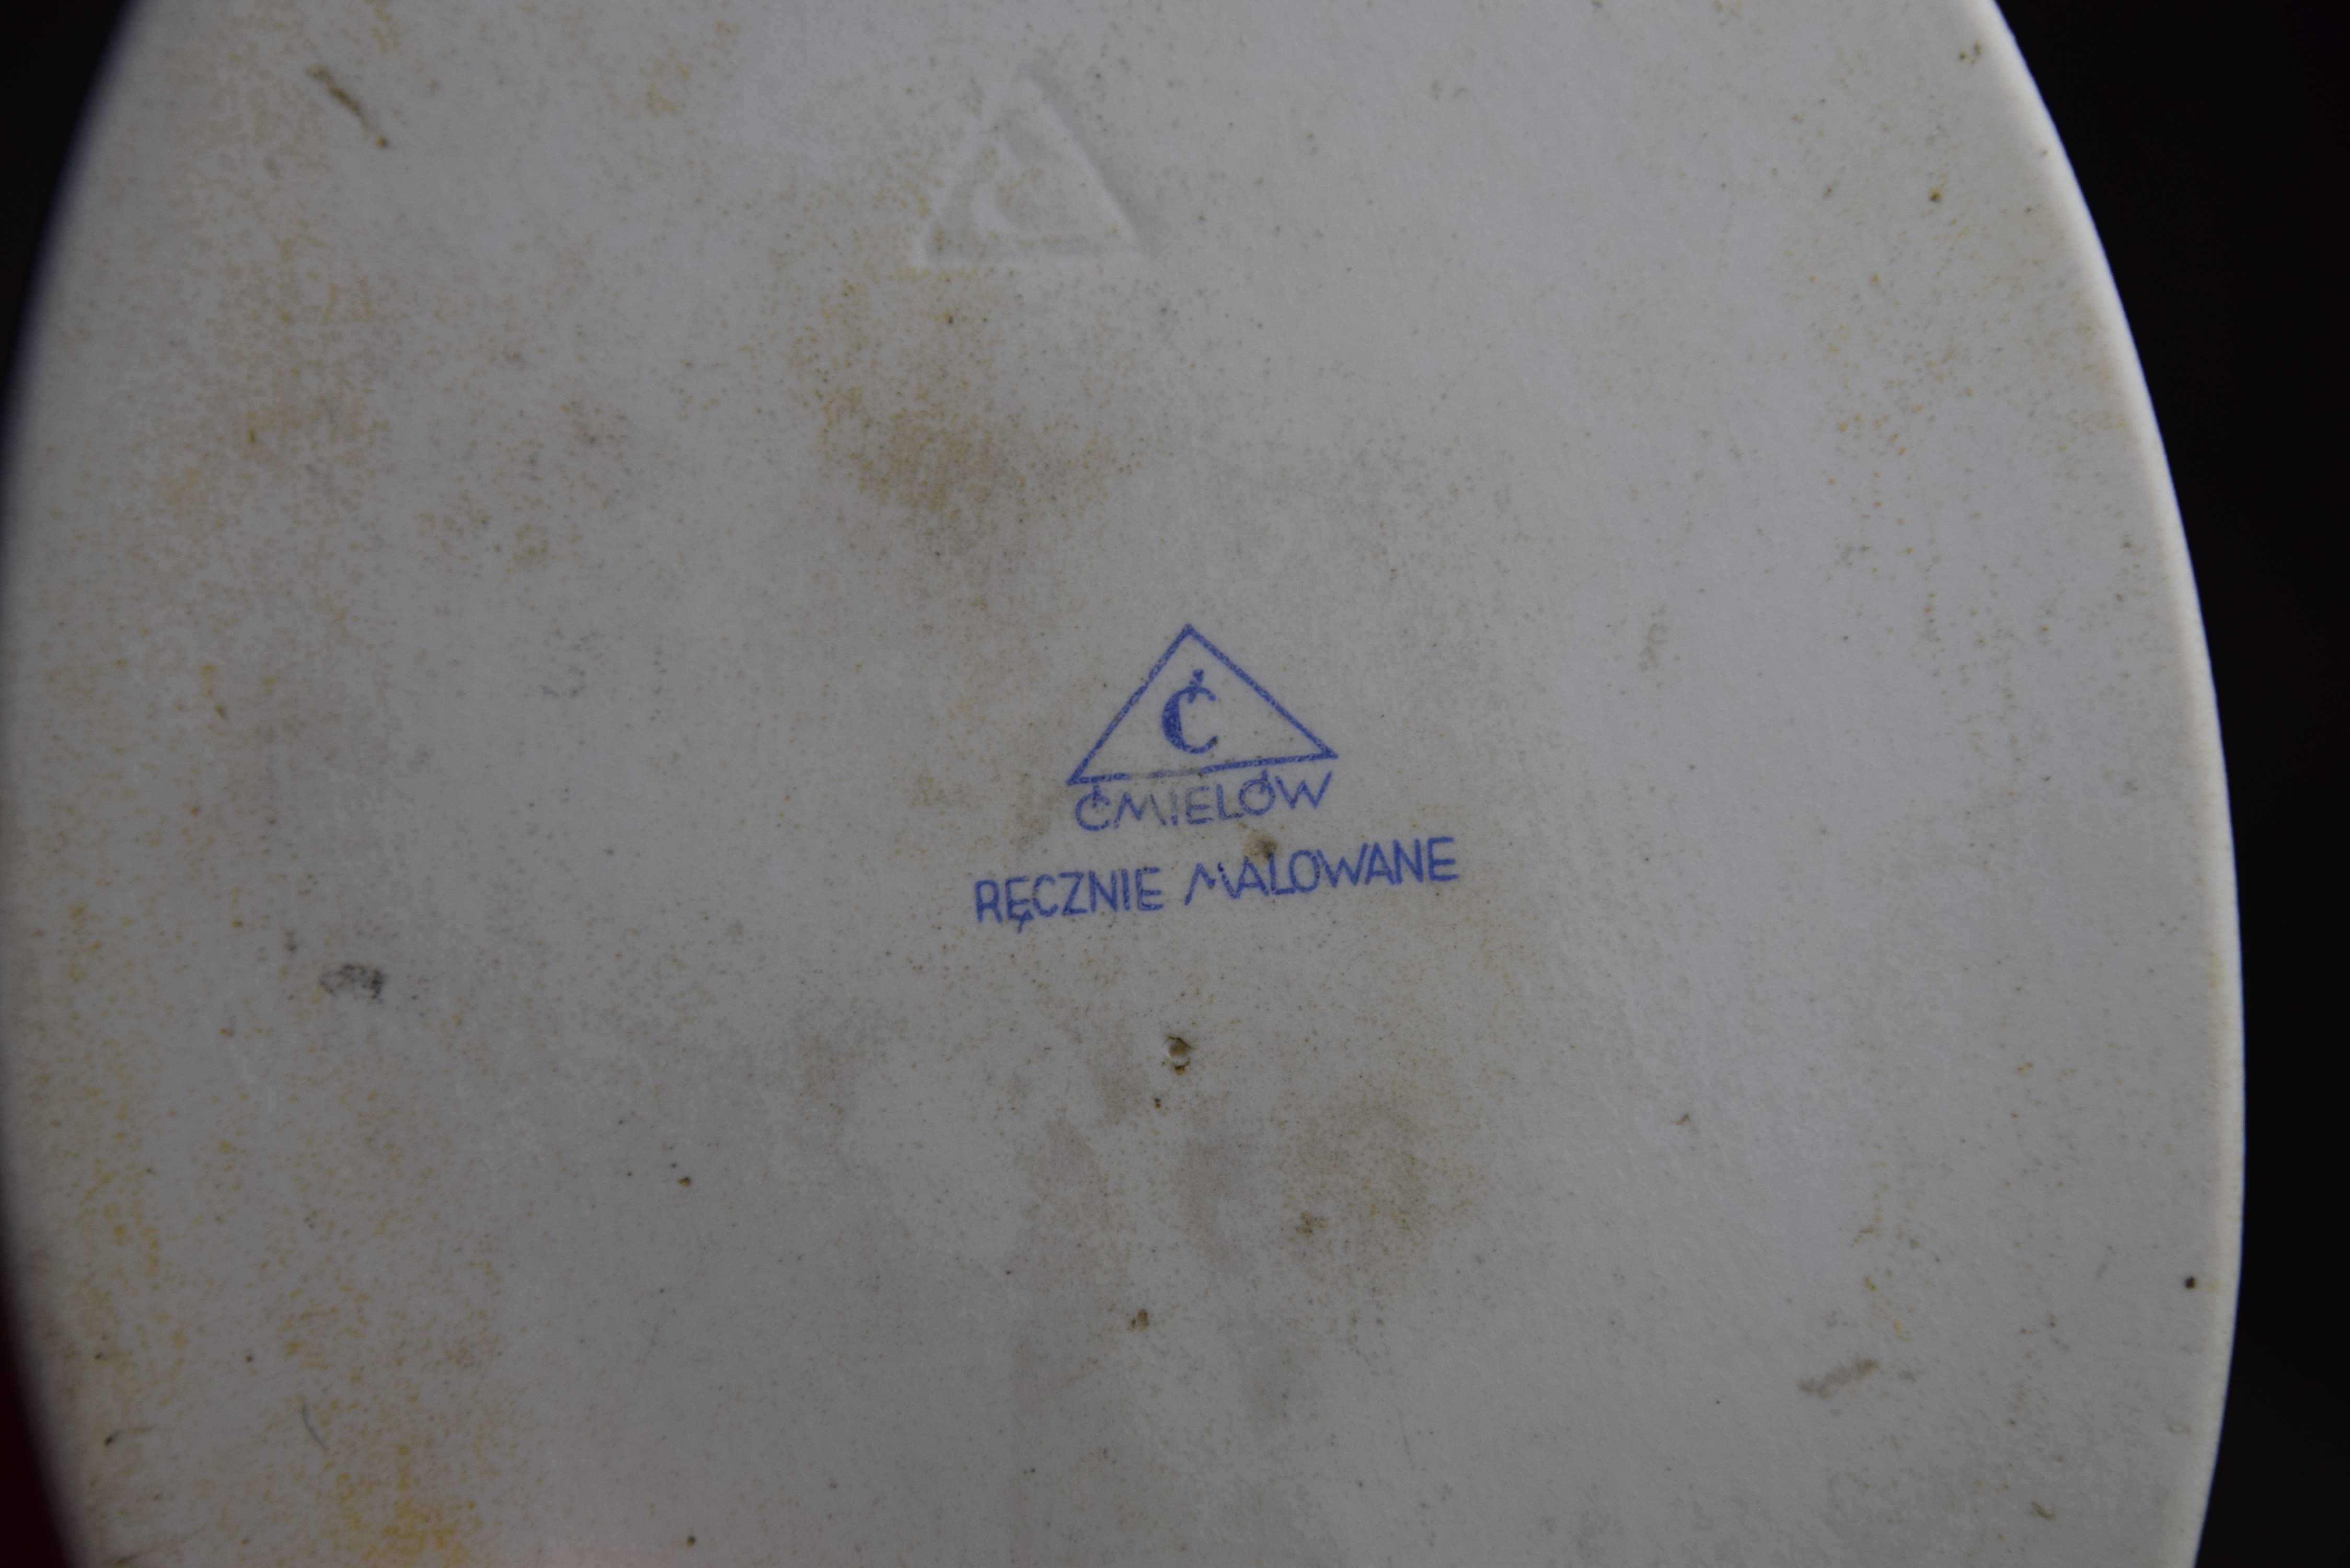 C
Ć
ĆMIELÓW
RĘCZNIE MALOWANE